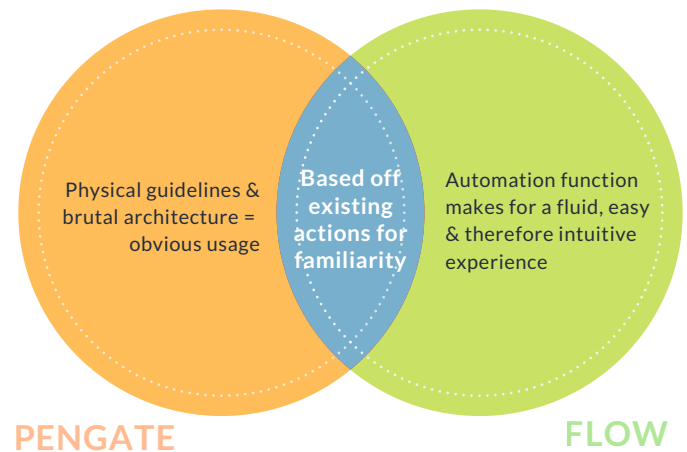 Physical guidelines &
brutal architecture =
obvious usage
Based off
existing
actions for
familiarity
Automation function
makes for a fluid, easy
& therefore intuitive
experience
PENGATE
FLOW